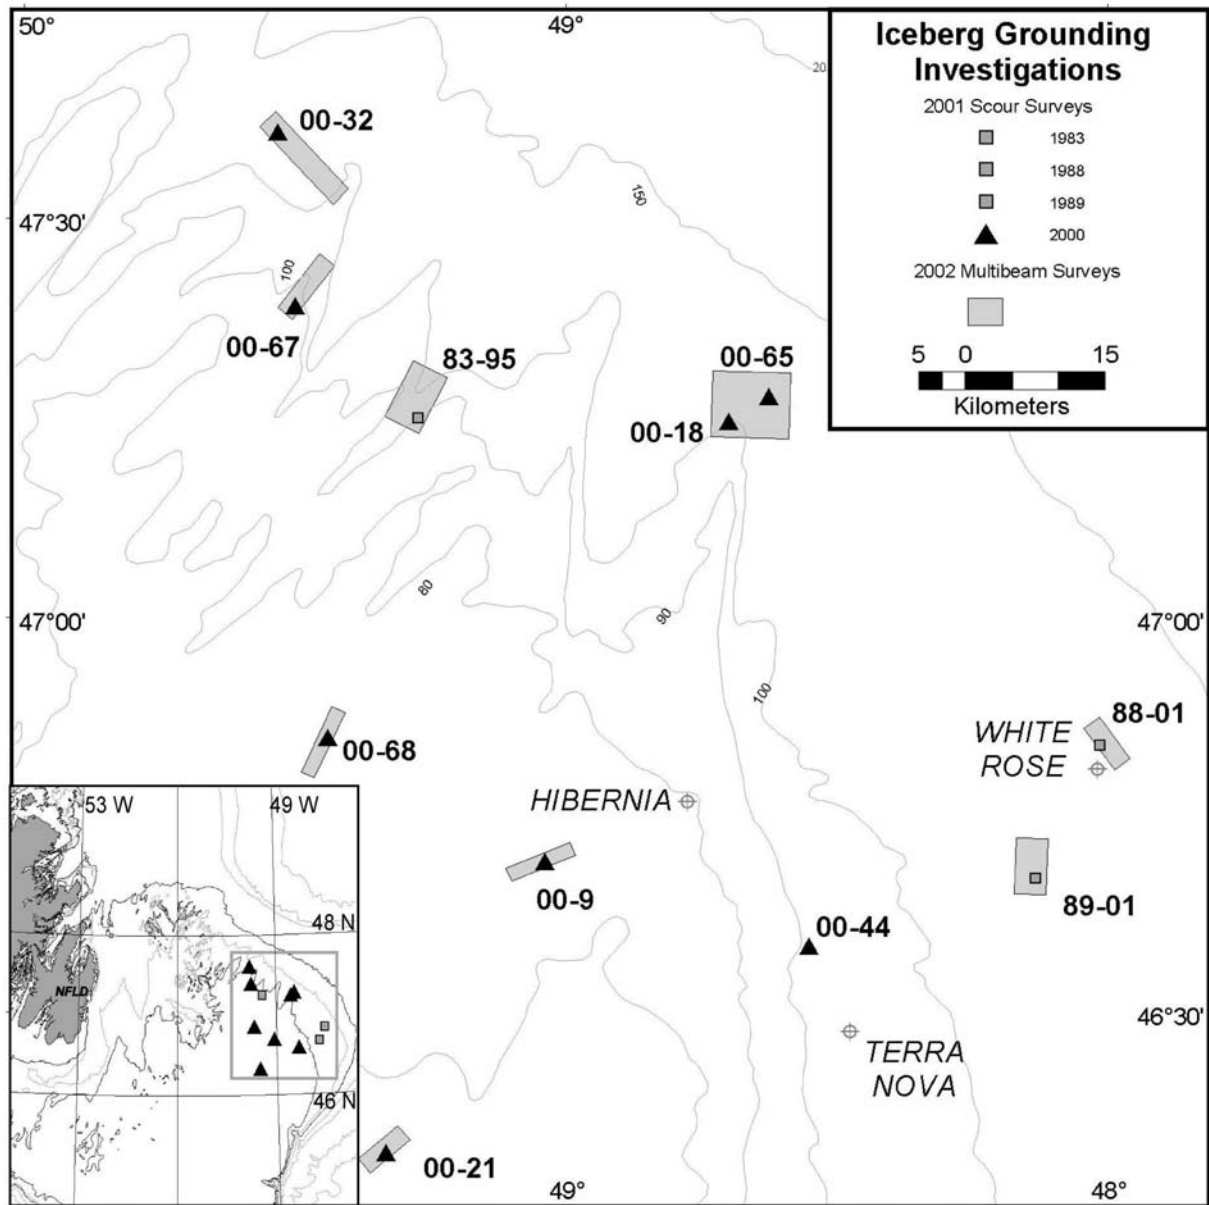 50°
49°
Iceberg Grounding
Investigations
2001 Scour Surveys
1983
1988
1989
2000
2002 Multibeam Surveys
5 0 15
Kilometers
20
00-32
150
47°30'
100
00-67
83-95
00-65
00-18
80
90
47°00'
47°00'
100
88-01
WHITE
ROSE
00-68
HIBERNIA
53 W
49 W
00-9
89-01
00-44
48 N
NFLD
46°30'
TERRA
NOVA
46 N
00-21
49°
48°